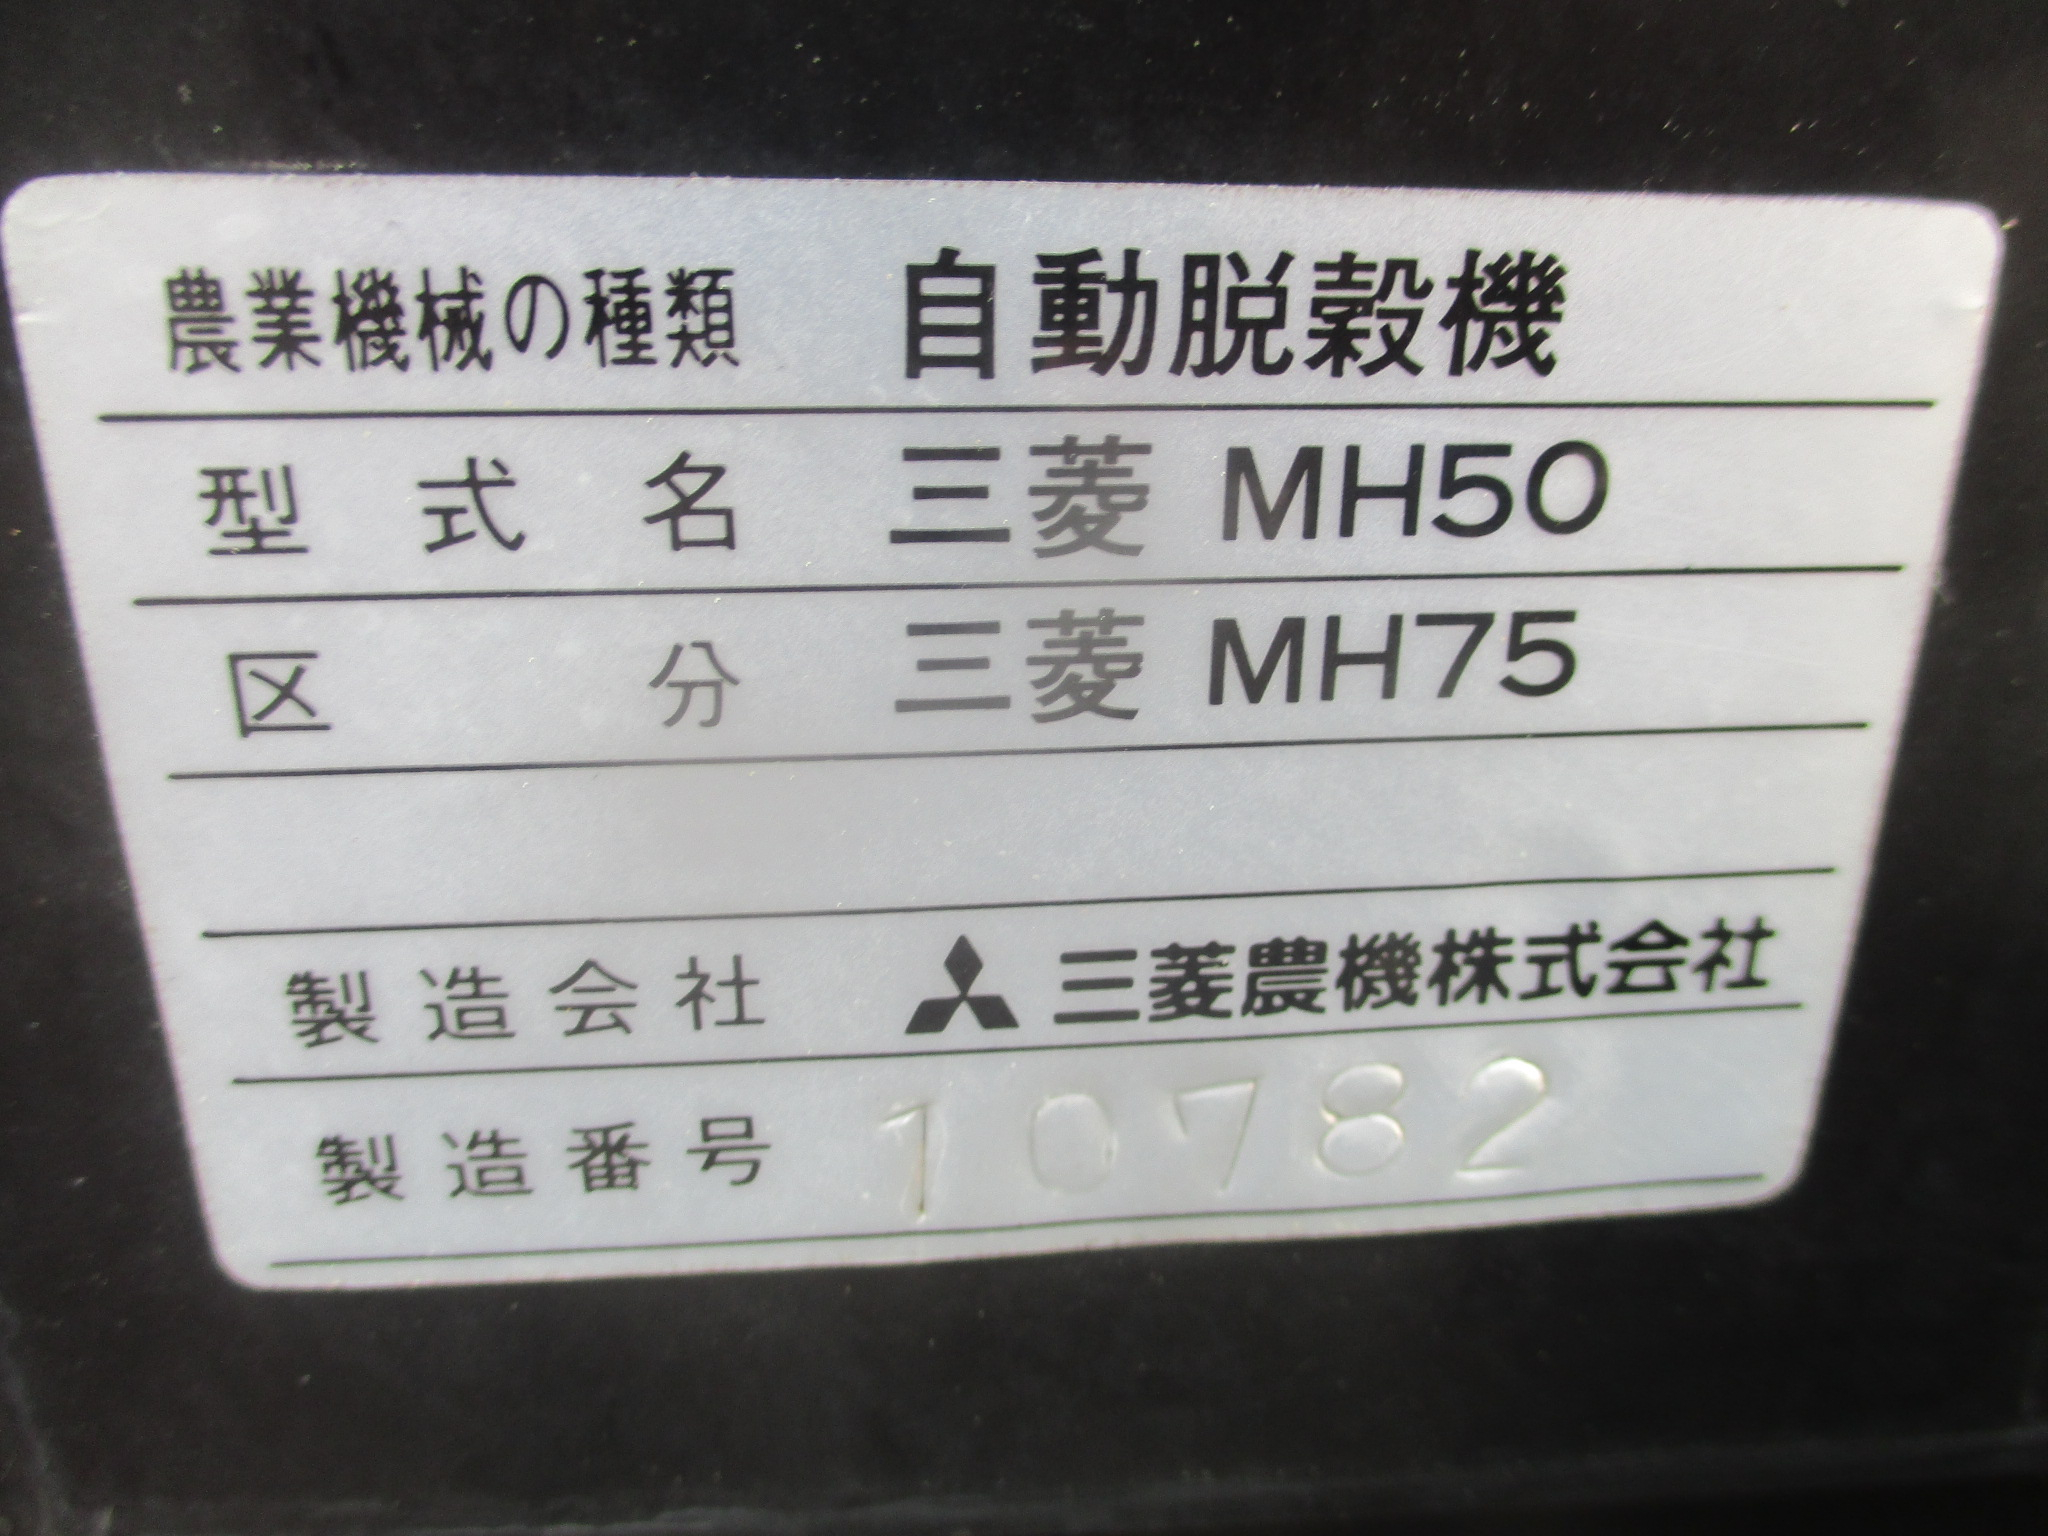 農業機械の種類 自動脱穀機
型式名 三菱 MH50
区分 三菱 MH75
製造会社 三菱農機株式会社
製造番号 10782